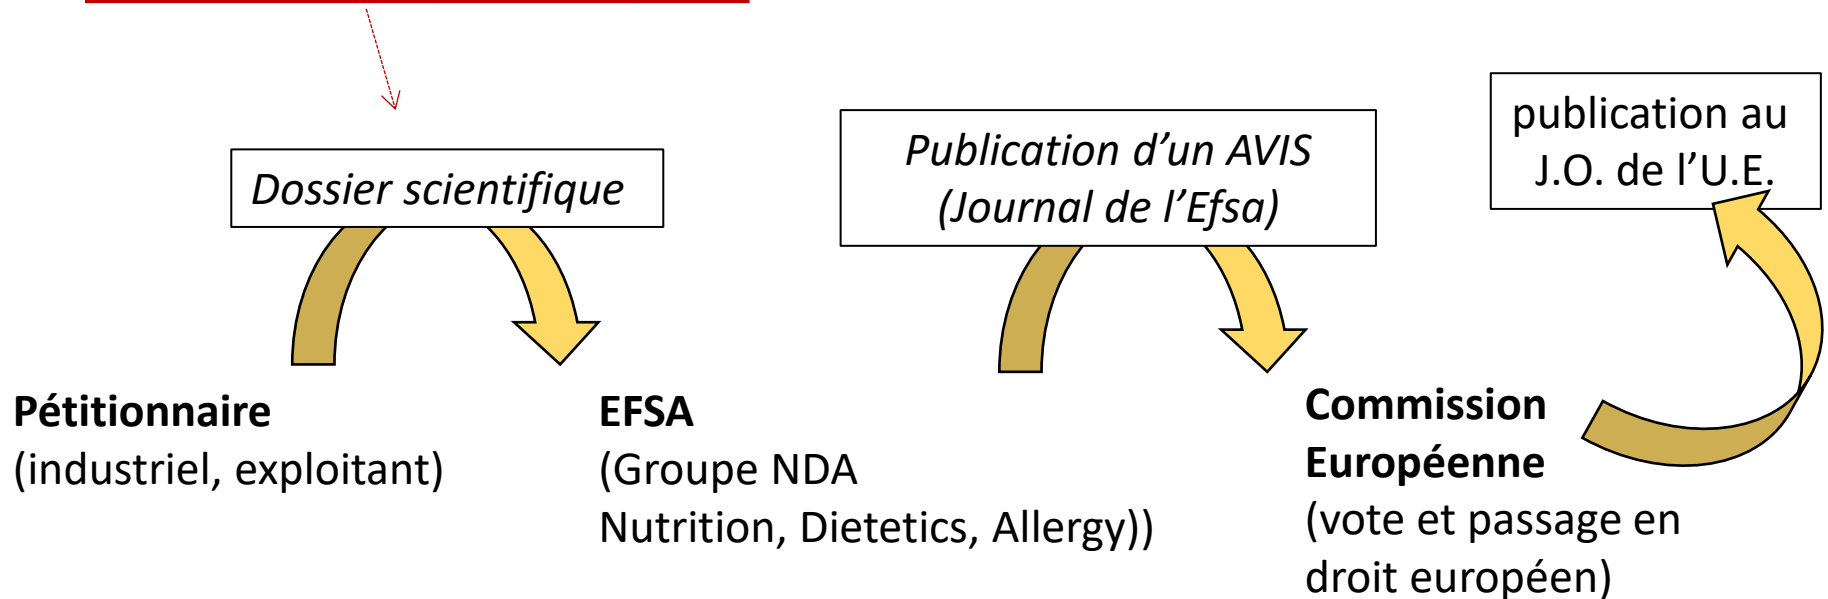 Dossier scientifique
Publication d’un AVIS
(Journal de l’Efsa)
publication au
J.O. de l’U.E.
Pétitionnaire
(industriel, exploitant)
EFSA
(Groupe NDA
Nutrition, Dietetics, Allergy))
Commission
Européenne
(vote et passage en
droit européen)